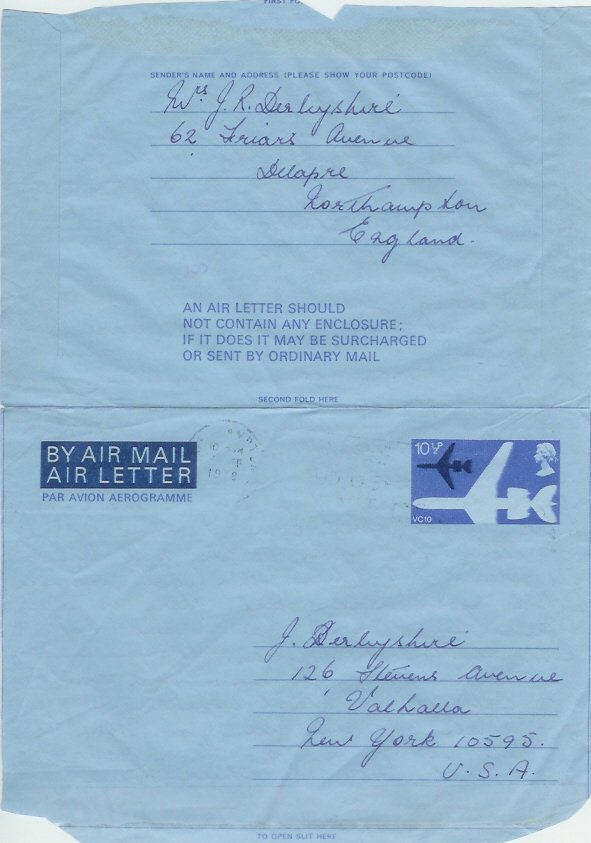 FIRST FO
SENDER'S NAME AND ADDRESS (PLEASE SHOW YOUR POSTCODE)
Mrs J. R. Derbyshire
62 Friars Avenue
Delapre
Northampton
England.
AN AIR LETTER SHOULD
NOT CONTAIN ANY ENCLOSURE;
IF IT DOES IT MAY BE SURCHARGED
OR SENT BY ORDINARY MAIL
SECOND FOLD HERE
BY AIR MAIL
AIR LETTER
PAR AVION AEROGRAMME
10½P
VC10
J. Derbyshire
126 Stevens Avenue
Valhalla
New York 10595.
U.S.A.
TO OPEN SLIT HERE